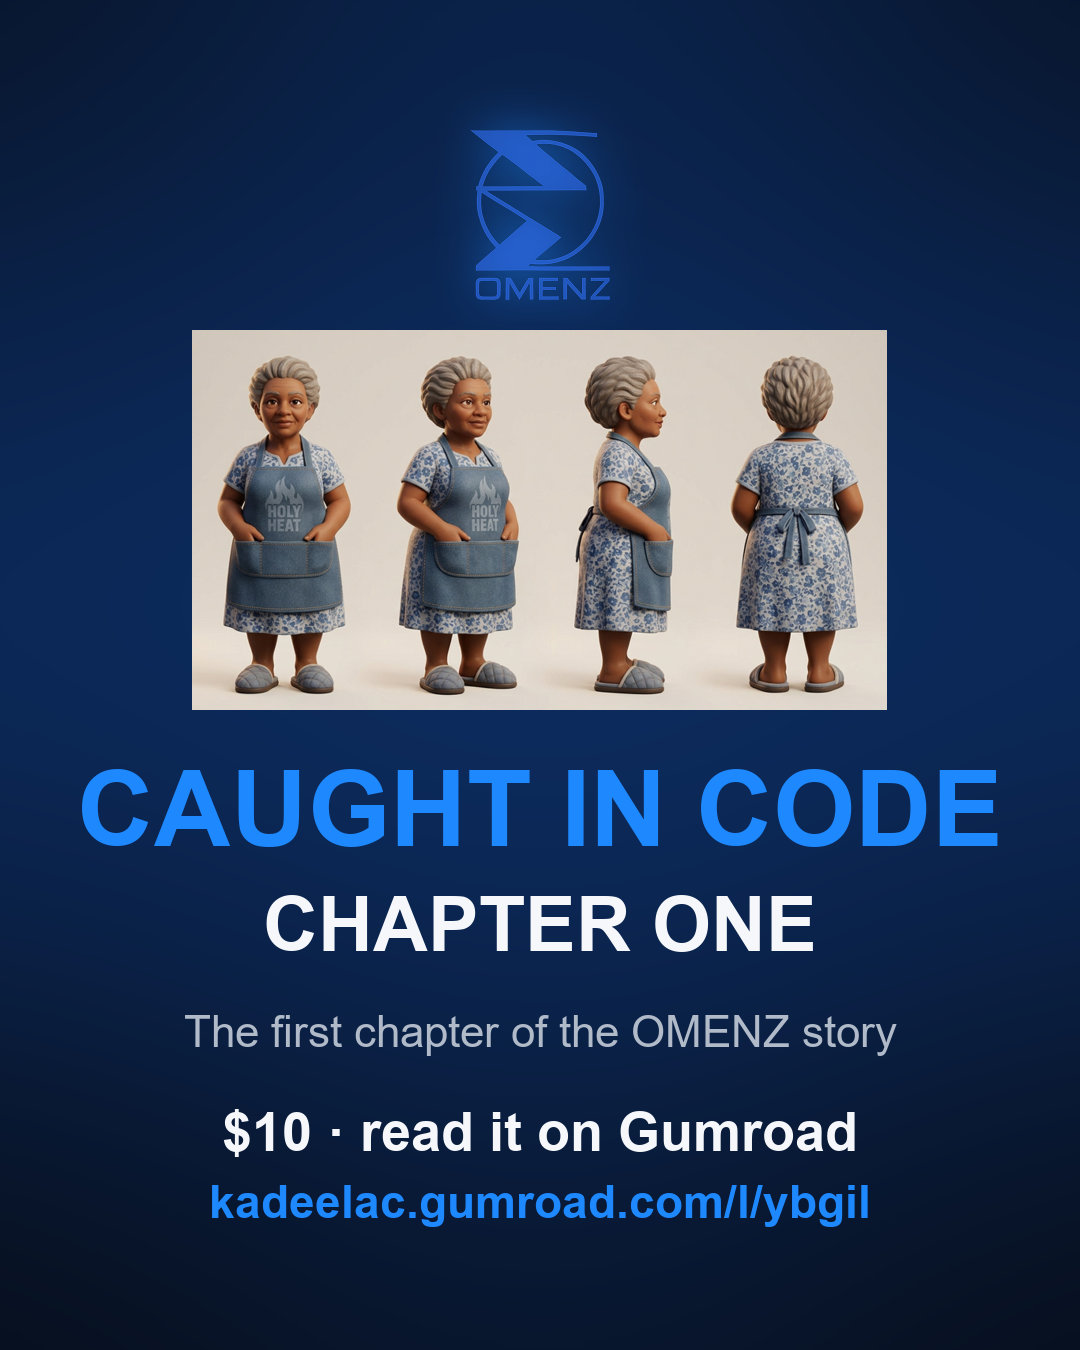 OMENZ
HOLY
HEAT
HOLY
HEAT
CAUGHT IN CODE
CHAPTER ONE
The first chapter of the OMENZ story
$10 · read it on Gumroad
kadeelac.gumroad.com/l/ybgil